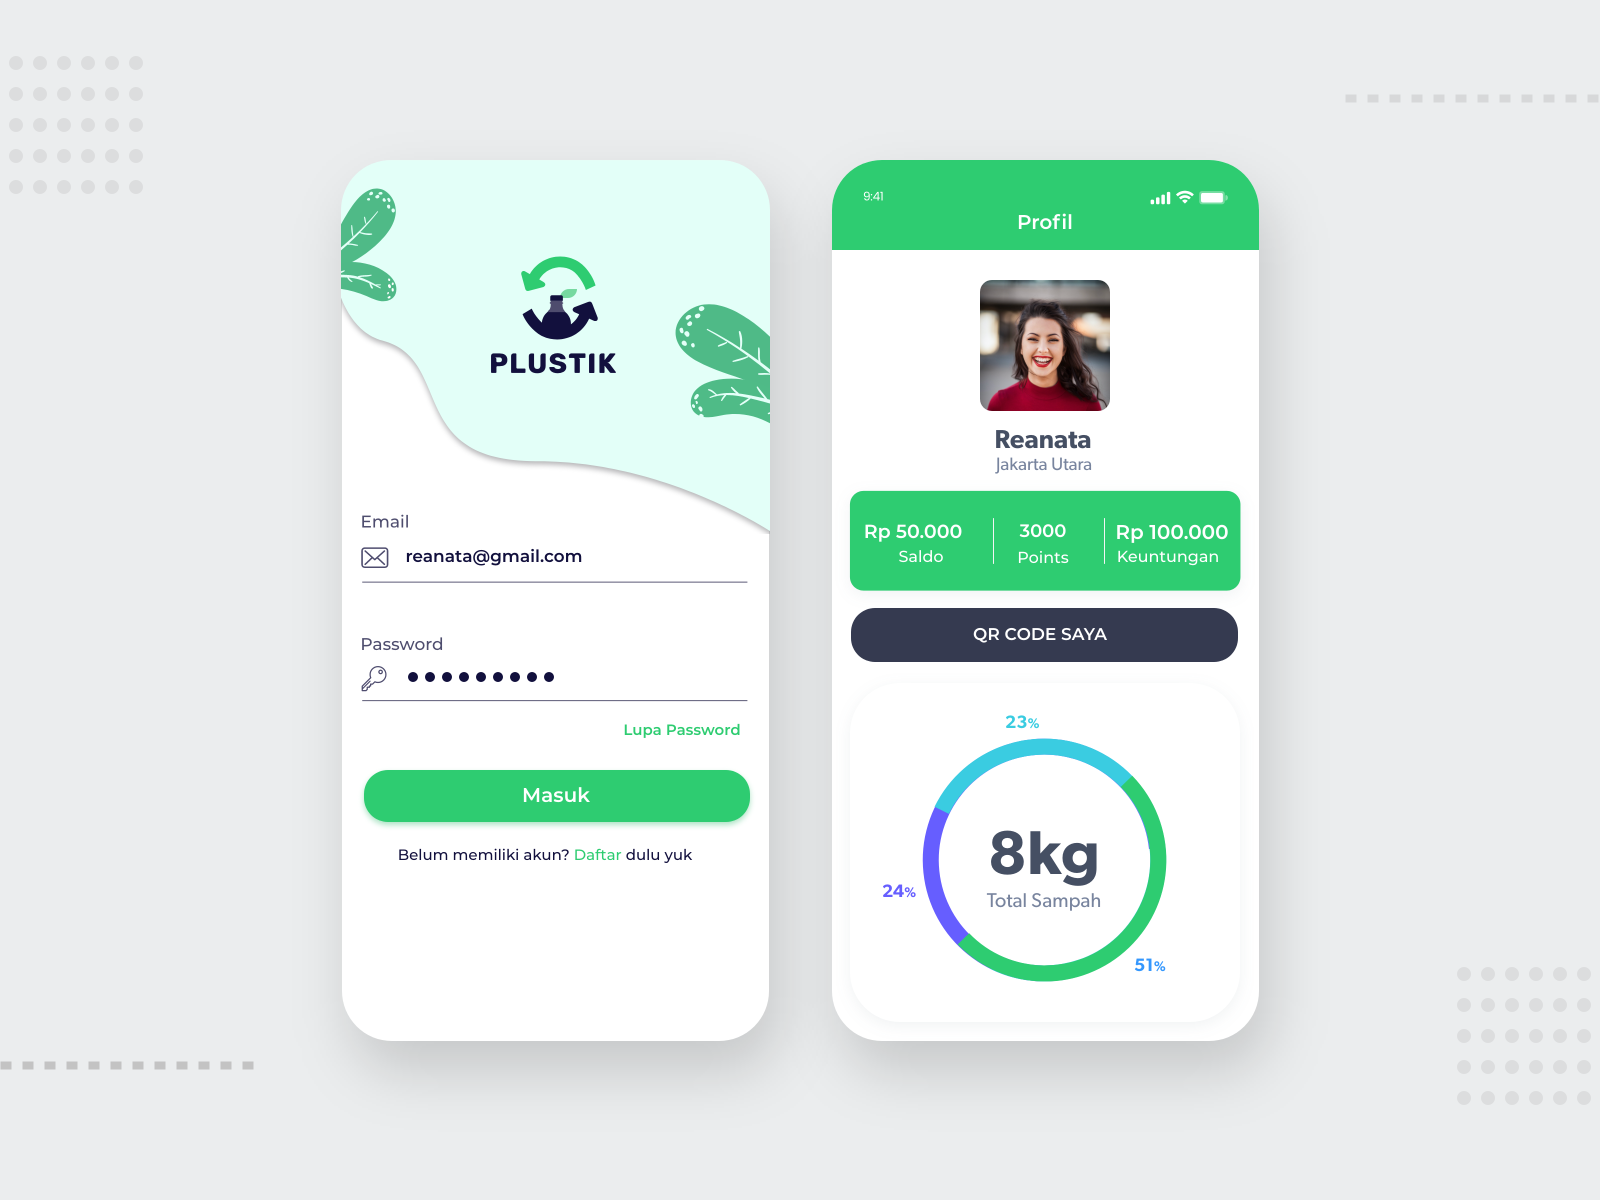 PLUSTIK
Email
reanata@gmail.com
Password
Lupa Password
Masuk
Belum memiliki akun? Daftar dulu yuk
9:41
Profil
Reanata
Jakarta Utara
Rp 50.000
Saldo
3000
Points
Rp 100.000
Keuntungan
QR CODE SAYA
23%
8kg
Total Sampah
24%
51%